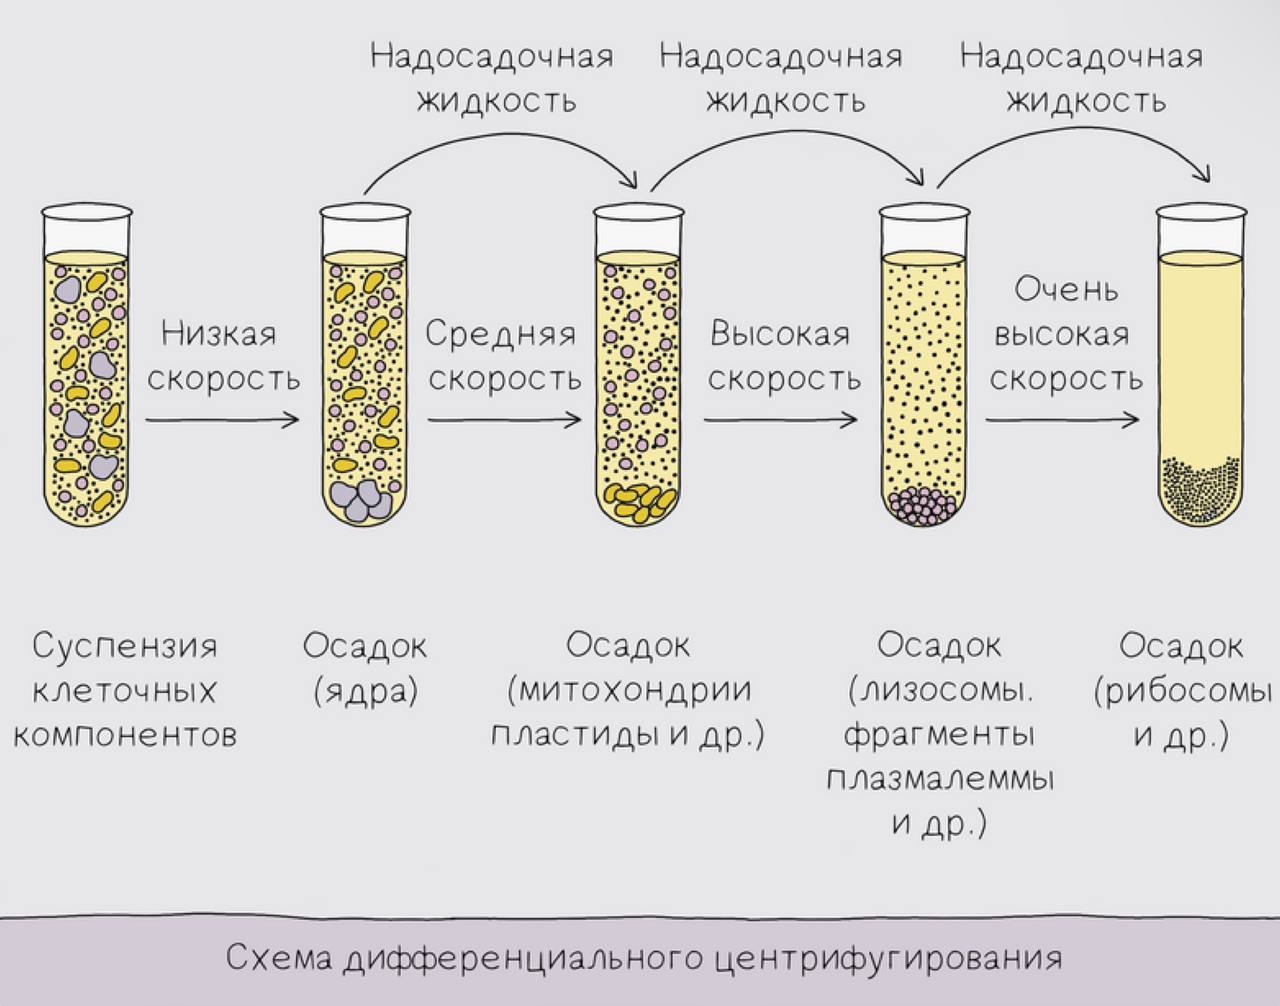 Надосадочная
жидкость
Надосадочная
жидкость
Надосадочная
жидкость
Низкая
скорость
Средняя
скорость
Высокая
скорость
Очень
высокая
скорость
Суспензия
клеточных
компонентов
Осадок
(ядра)
Осадок
(митохондрии
пластиды и др.)
Осадок
(лизосомы.
фрагменты
плазмалеммы
и др.)
Осадок
(рибосомы
и др.)
Схема дифференциального центрифугирования